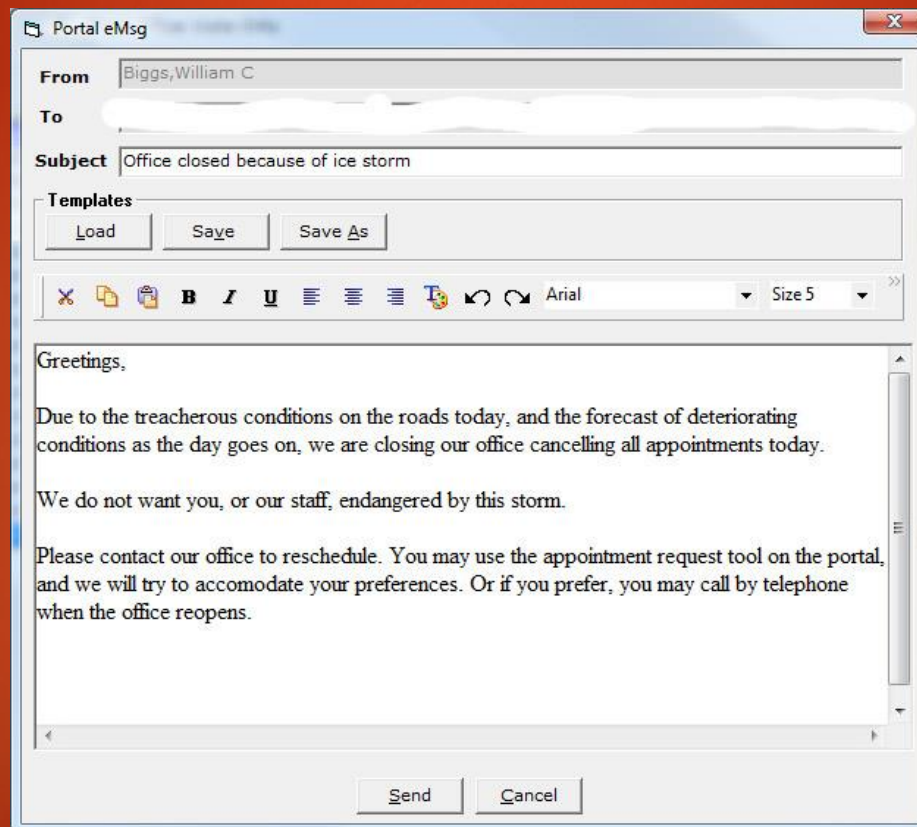 Portal eMsg
From Biggs,William C
To
Subject Office closed because of ice storm
Templates
Load Save Save As
B I U Arial Size 5
Greetings,
Due to the treacherous conditions on the roads today, and the forecast of deteriorating
conditions as the day goes on, we are closing our office cancelling all appointments today.
We do not want you, or our staff, endangered by this storm.
Please contact our office to reschedule. You may use the appointment request tool on the portal,
and we will try to accomodate your preferences. Or if you prefer, you may call by telephone
when the office reopens.
Send Cancel